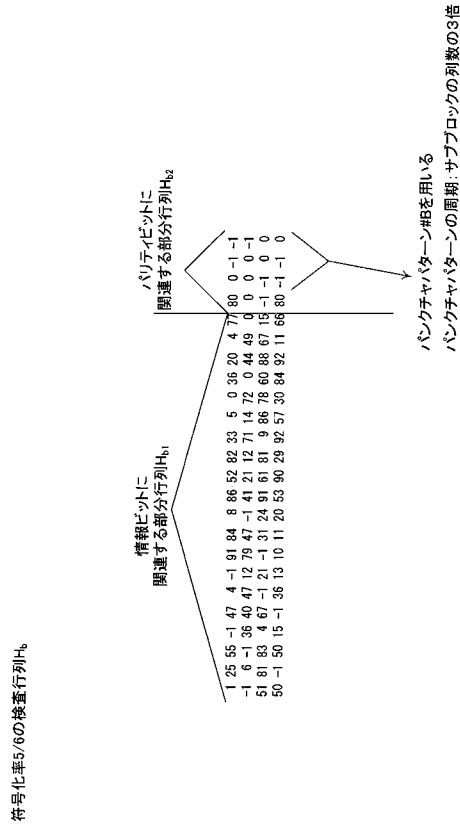 符号化率5/6の検査行列Hb
情報ビットに
関連する部分行列Hb1
パリティビットに
関連する部分行列Hb2
1 25 55 -1 47 4 -1 91 84 8 86 52 82 33 5 0 36 20 4 77 80 0 -1 -1
-1 6 -1 36 40 47 12 79 47 -1 41 21 12 71 14 72 0 44 49 0 0 0 0 -1
51 81 83 4 67 -1 21 -1 31 24 91 61 81 9 86 78 60 88 67 15 -1 -1 0 0
50 -1 50 15 -1 36 13 10 11 20 53 90 29 92 57 30 84 92 11 66 80 -1 -1 0
パンクチャパターン#Bを用いる
パンクチャパターンの周期:サブブロックの列数の3倍